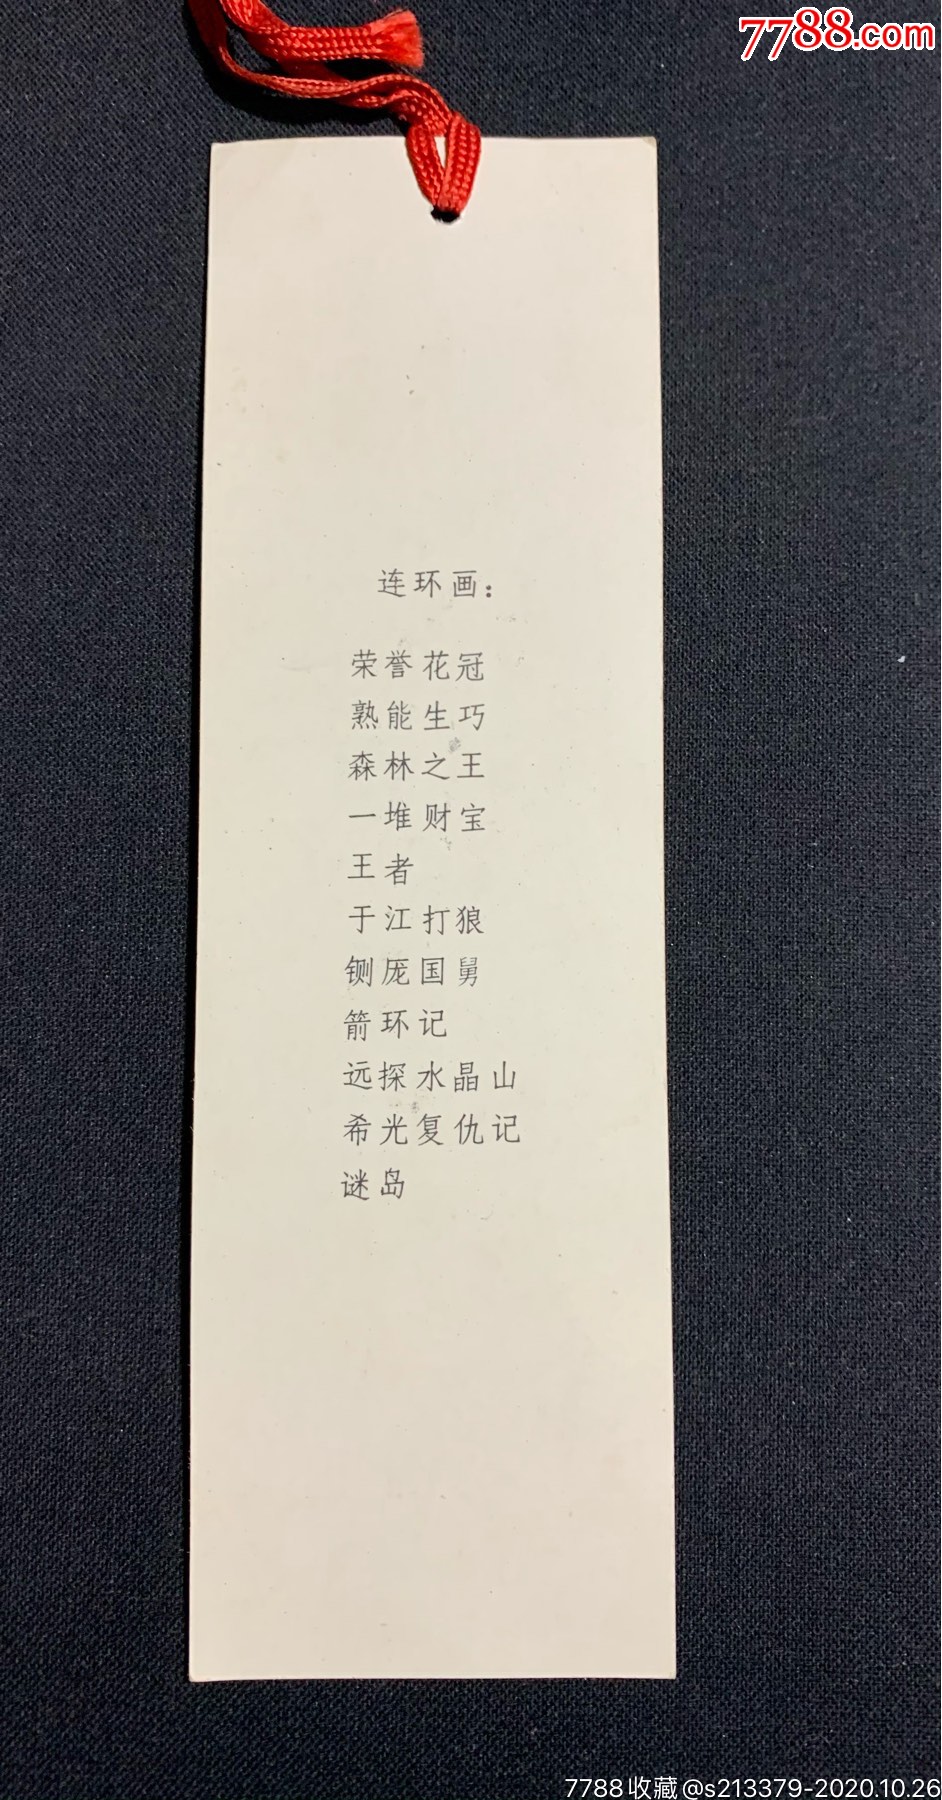 7788.com
连环画：
荣誉花冠
熟能生巧
森林之王
一堆财宝
王者
于江打狼
铡厐国舅
箭环记
远探水晶山
希光复仇记
谜岛
7788收藏@s213379-2020.10.26